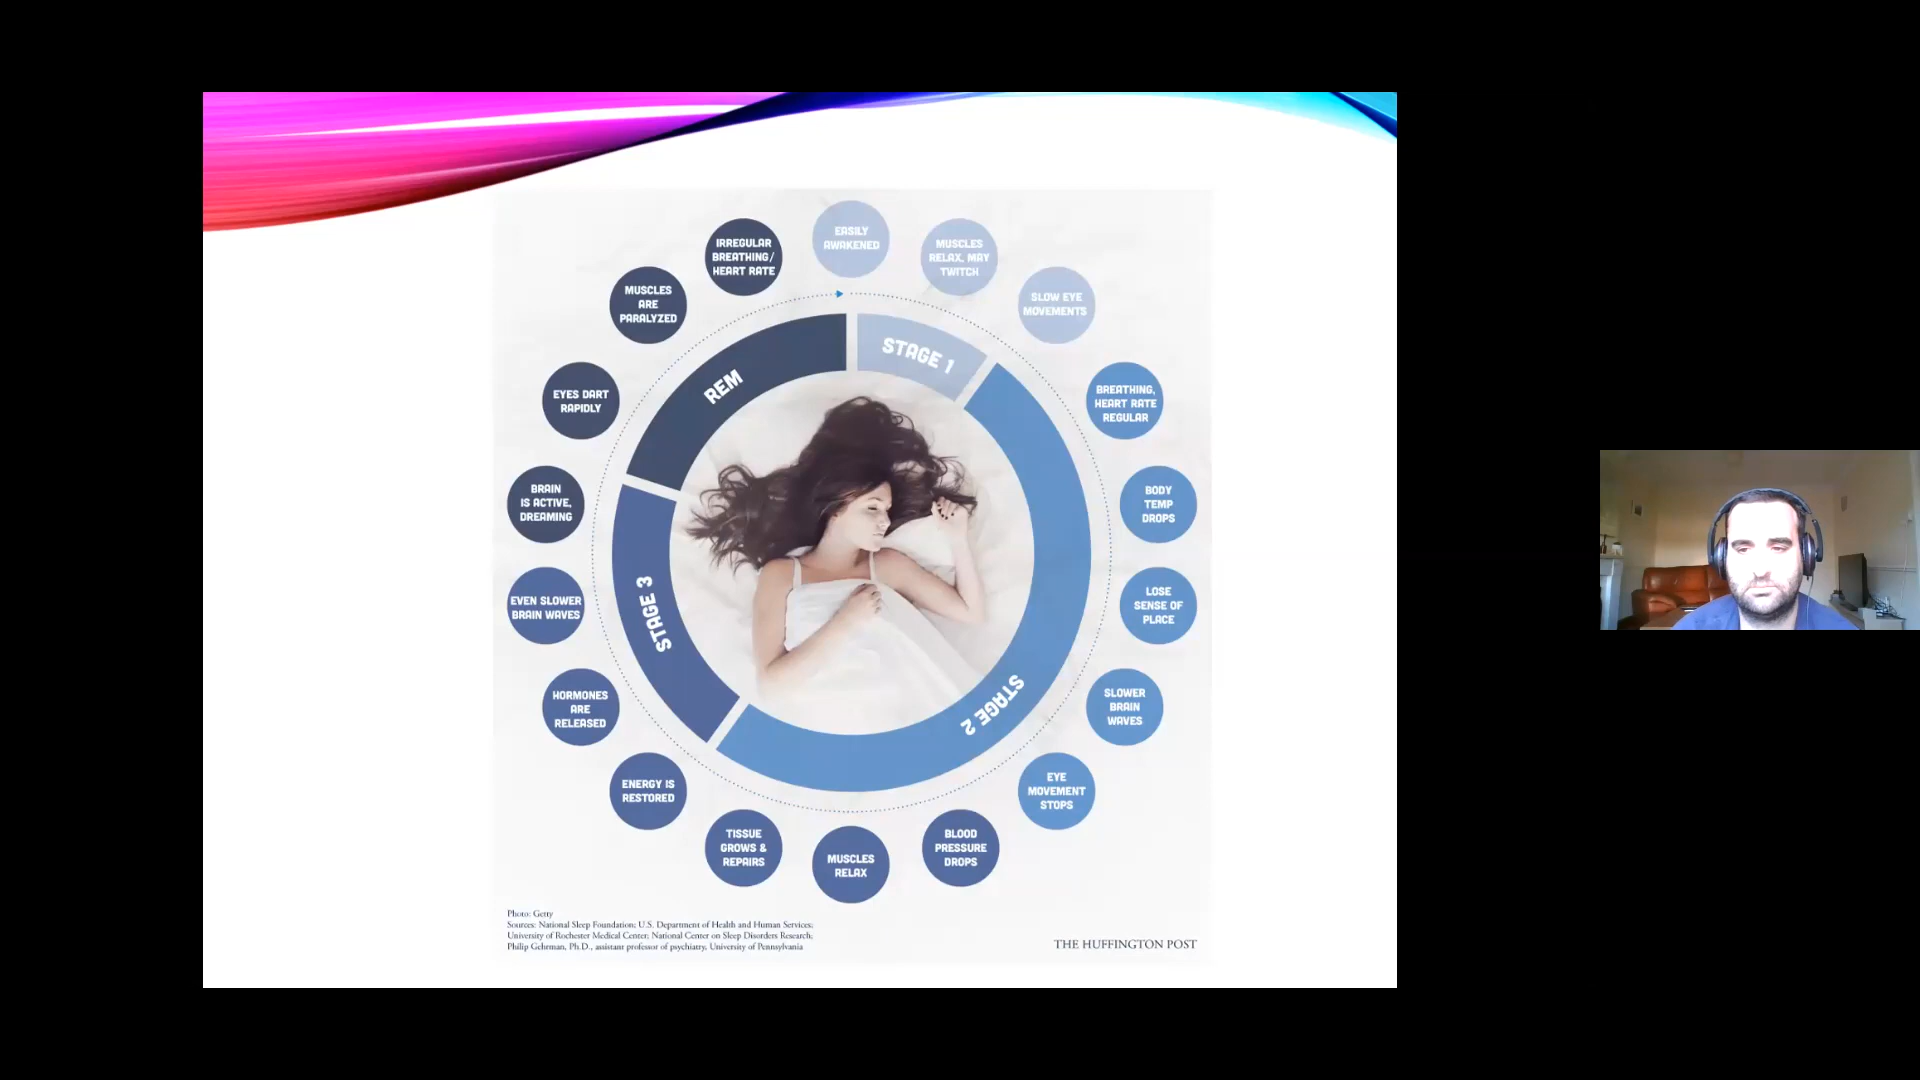 EASILY
AWAKENED
MUSCLES
RELAX, MAY
TWITCH
SLOW EYE
MOVEMENTS
BREATHING,
HEART RATE
REGULAR
BODY
TEMP
DROPS
LOSE
SENSE OF
PLACE
SLOWER
BRAIN
WAVES
EYE
MOVEMENT
STOPS
BLOOD
PRESSURE
DROPS
MUSCLES
RELAX
TISSUE
GROWS &
REPAIRS
ENERGY IS
RESTORED
HORMONES
ARE
RELEASED
EVEN SLOWER
BRAIN WAVES
BRAIN
IS ACTIVE,
DREAMING
EYES DART
RAPIDLY
MUSCLES
ARE
PARALYZED
IRREGULAR
BREATHING/
HEART RATE
STAGE 1
STAGE 2
STAGE 3
REM
Photo: Getty
Sources: National Sleep Foundation; U.S. Department of Health and Human Services;
University of Rochester Medical Center; National Center on Sleep Disorders Research;
Philip Gehrman, Ph.D., assistant professor of psychiatry, University of Pennsylvania
THE HUFFINGTON POST